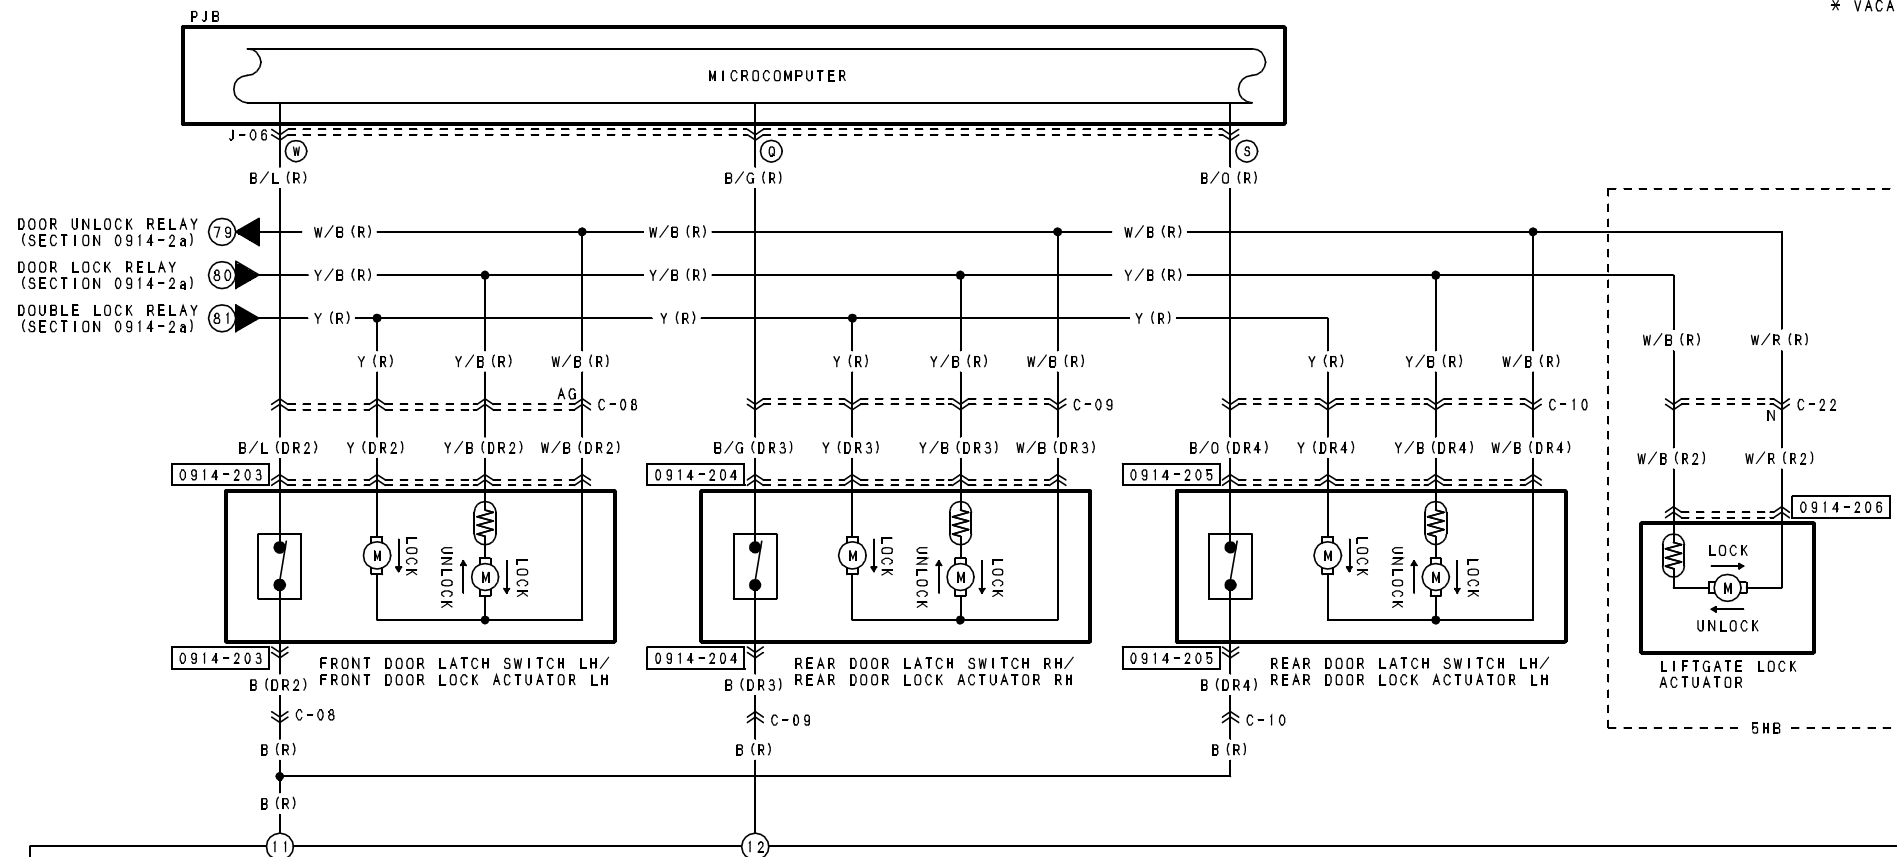 * VACA
PJB
MICROCOMPUTER
J-06
W
Q
S
B/L (R)
B/G (R)
B/O (R)
DOOR UNLOCK RELAY
(SECTION 0914-2a)
79
W/B (R)
W/B (R)
W/B (R)
DOOR LOCK RELAY
(SECTION 0914-2a)
80
Y/B (R)
Y/B (R)
Y/B (R)
DOUBLE LOCK RELAY
(SECTION 0914-2a)
81
Y (R)
Y (R)
Y (R)
W/B (R)
W/R (R)
Y (R)
Y/B (R)
W/B (R)
Y (R)
Y/B (R)
W/B (R)
Y (R)
Y/B (R)
W/B (R)
AG
C-08
C-09
C-10
N
C-22
B/L (DR2)
Y (DR2)
Y/B (DR2)
W/B (DR2)
B/G (DR3)
Y (DR3)
Y/B (DR3)
W/B (DR3)
B/O (DR4)
Y (DR4)
Y/B (DR4)
W/B (DR4)
W/B (R2)
W/R (R2)
0914-203
0914-204
0914-205
0914-206
M
LOCK
UNLOCK
M
LOCK
M
LOCK
UNLOCK
M
LOCK
M
LOCK
UNLOCK
M
LOCK
LOCK
M
UNLOCK
0914-203
FRONT DOOR LATCH SWITCH LH/
FRONT DOOR LOCK ACTUATOR LH
0914-204
REAR DOOR LATCH SWITCH RH/
REAR DOOR LOCK ACTUATOR RH
0914-205
REAR DOOR LATCH SWITCH LH/
REAR DOOR LOCK ACTUATOR LH
LIFTGATE LOCK
ACTUATOR
B (DR2)
B (DR3)
B (DR4)
C-08
C-09
C-10
5HB
B (R)
B (R)
B (R)
B (R)
11
12